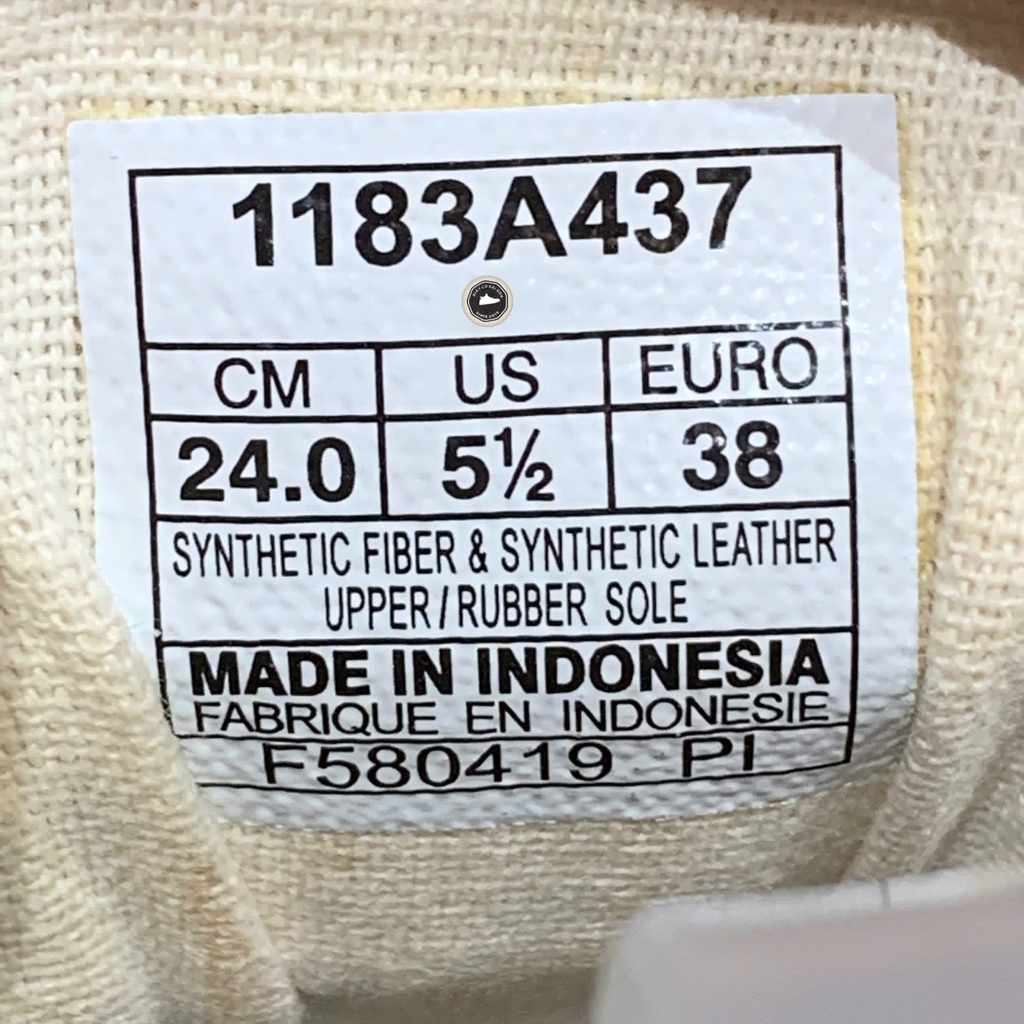 1183A437
CM US EURO
24.0 5½ 38
SYNTHETIC FIBER & SYNTHETIC LEATHER
UPPER / RUBBER SOLE
MADE IN INDONESIA
FABRIQUE EN INDONESIE
F580419 PI